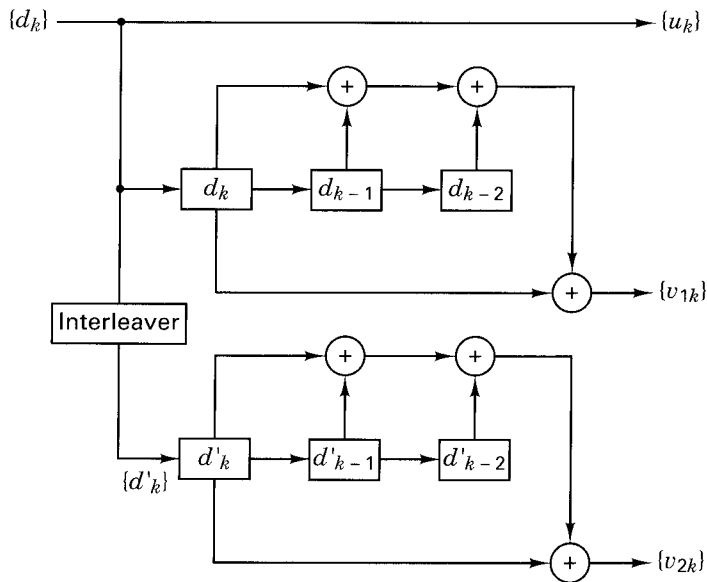 {d_k} {u_k}
+ +
d_k d_{k-1} d_{k-2}
+ {v_{1k}}
Interleaver
+ +
d'_k d'_{k-1} d'_{k-2}
{d'_k}
+ {v_{2k}}